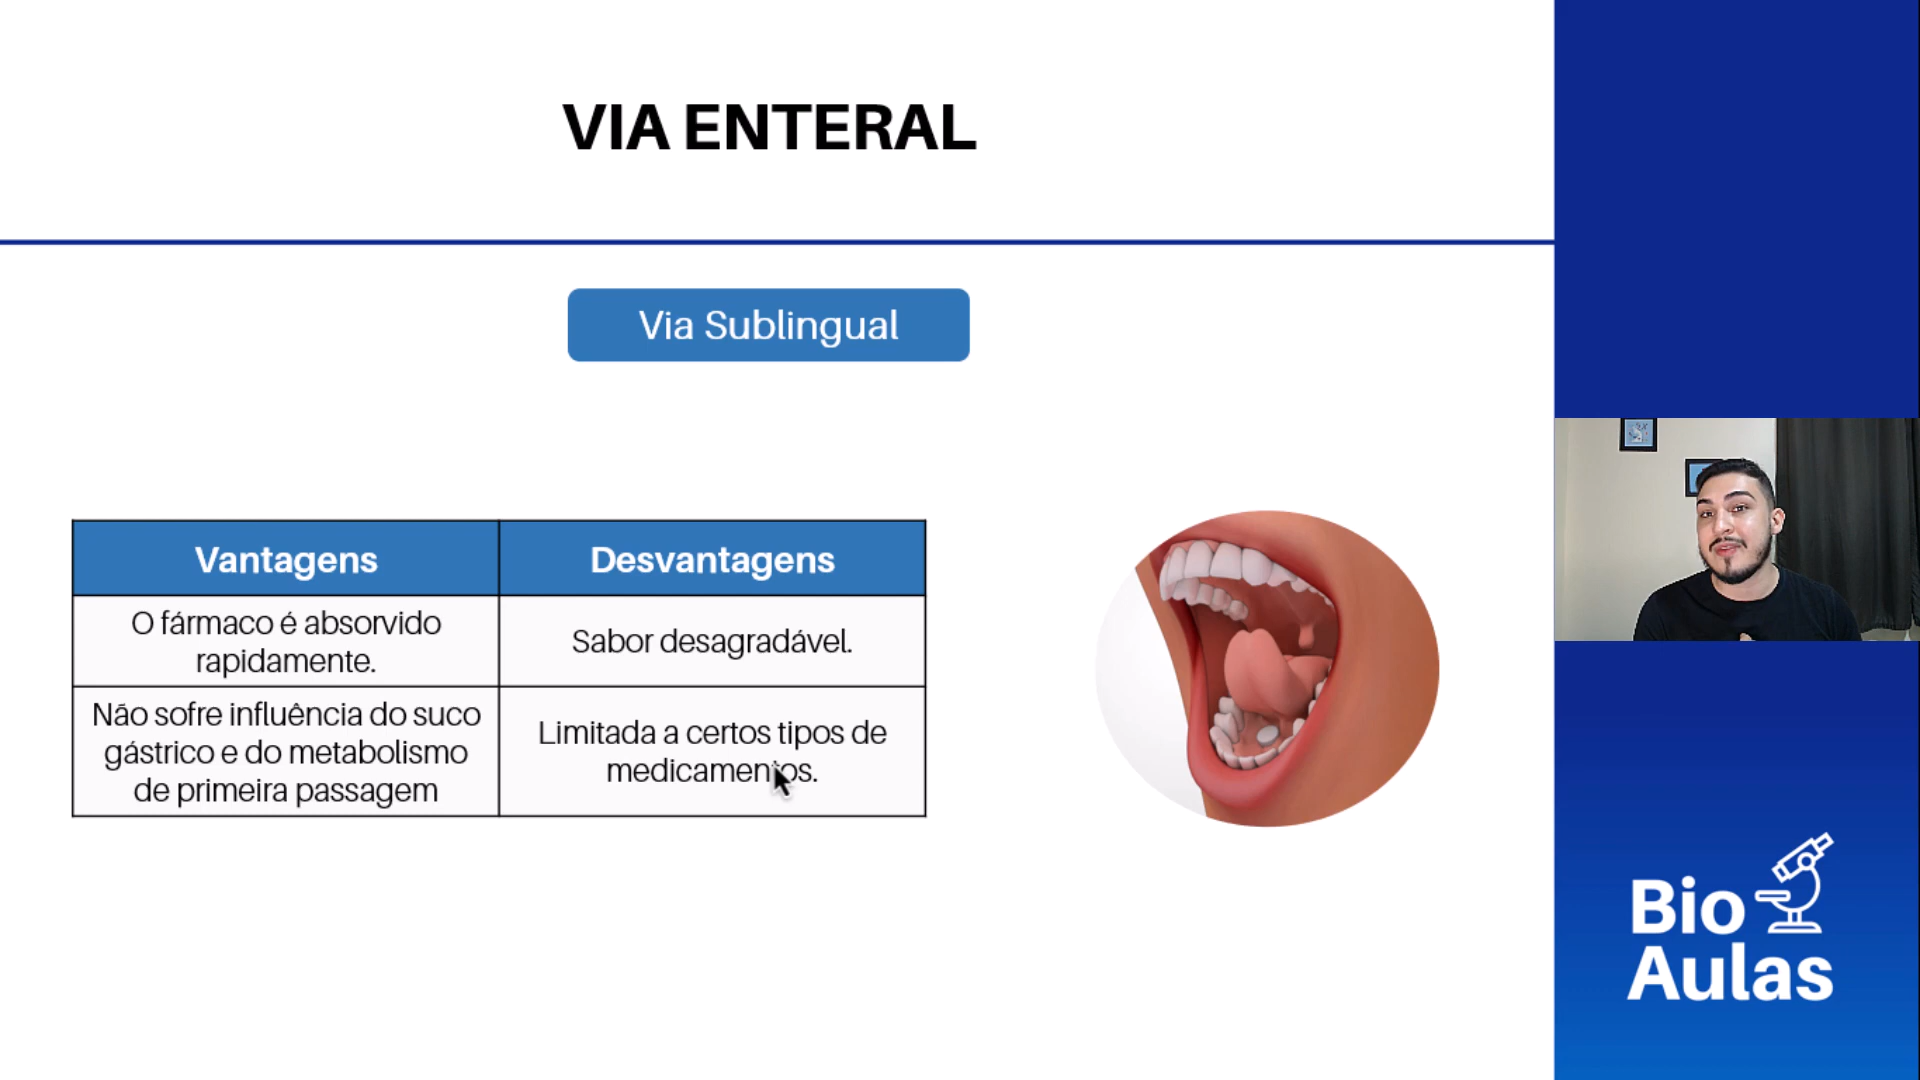 VIA ENTERAL
Via Sublingual
Vantagens
Desvantagens
O fármaco é absorvido
rapidamente.
Sabor desagradável.
Não sofre influência do suco
gástrico e do metabolismo
de primeira passagem
Limitada a certos tipos de
medicamentos.
Bio
Aulas